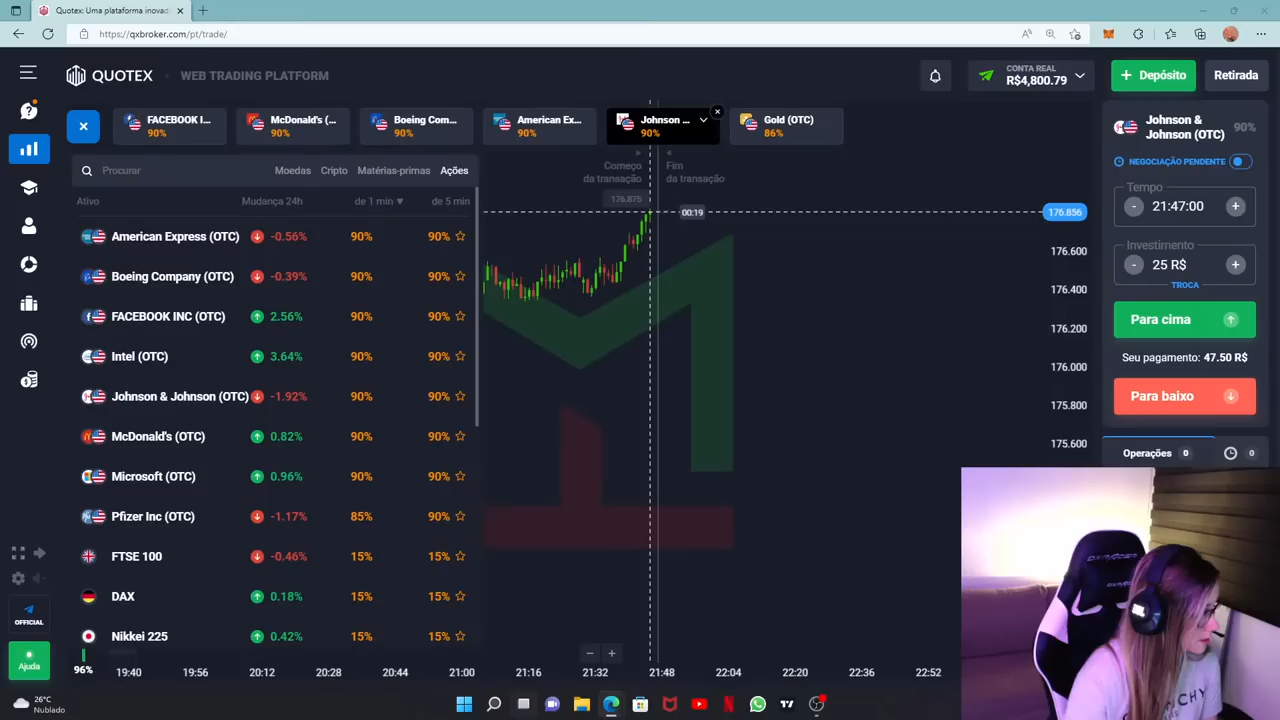 Quotex: Uma plataforma inovad
https://qxbroker.com/pt/trade/
QUOTEX WEB TRADING PLATFORM
CONTA REAL
R$4,800.79
Depósito
Retirada
FACEBOOK I...
90%
McDonald's (...
90%
Boeing Com...
90%
American Ex...
90%
Johnson ...
90%
Gold (OTC)
86%
Procurar Moedas Cripto Matérias-primas Ações
Ativo Mudança 24h de 1 min ▼ de 5 min
American Express (OTC) -0.56% 90% 90%
Boeing Company (OTC) -0.39% 90% 90%
FACEBOOK INC (OTC) 2.56% 90% 90%
Intel (OTC) 3.64% 90% 90%
Johnson & Johnson (OTC) -1.92% 90% 90%
McDonald's (OTC) 0.82% 90% 90%
Microsoft (OTC) 0.96% 90% 90%
Pfizer Inc (OTC) -1.17% 85% 90%
FTSE 100 -0.46% 15% 15%
DAX 0.18% 15% 15%
Nikkei 225 0.42% 15% 15%
Começo
da transação
Fim
da transação
176.875
00:19
176.856
176.600
176.400
176.200
176.000
175.800
175.600
Johnson &
Johnson (OTC)
90%
NEGOCIAÇÃO PENDENTE
Tempo
- 21:47:00 +
Investimento
- 25 R$ +
TROCA
Para cima
Seu pagamento: 47.50 R$
Para baixo
Operações 0 0
OFFICIAL
Ajuda
96%
19:40 19:56 20:12 20:28 20:44 21:00 21:16 21:32 21:48 22:04 22:20 22:36 22:52
26°C
Nublado